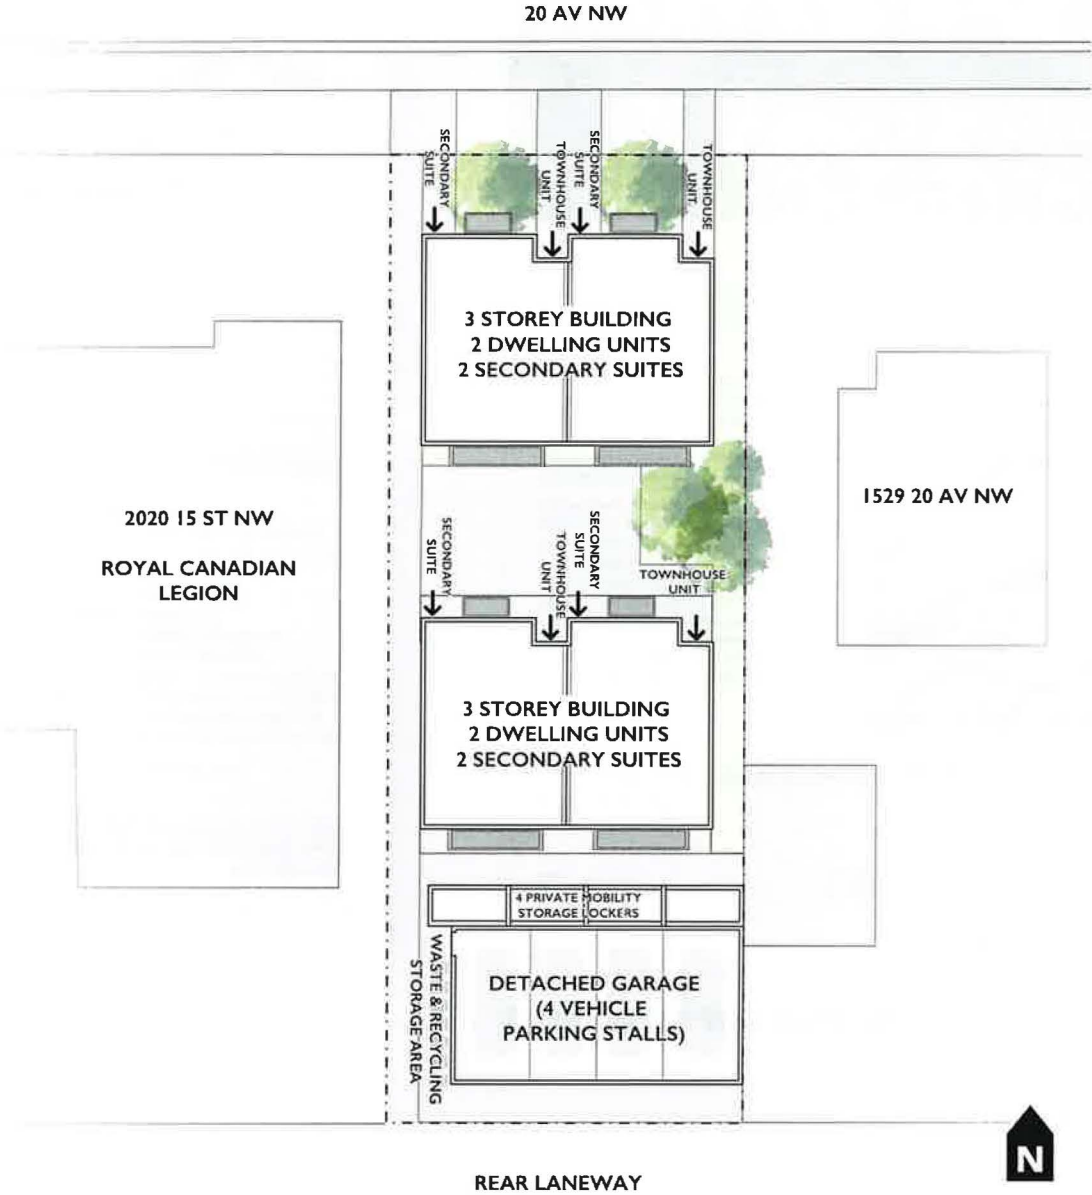 20 AV NW
SECONDARY
SUITE
TOWNHOUSE
UNIT
SECONDARY
SUITE
TOWNHOUSE
UNIT
3 STOREY BUILDING
2 DWELLING UNITS
2 SECONDARY SUITES
2020 15 ST NW
ROYAL CANADIAN
LEGION
1529 20 AV NW
SECONDARY
SUITE
TOWNHOUSE
UNIT
SECONDARY
SUITE
TOWNHOUSE
UNIT
3 STOREY BUILDING
2 DWELLING UNITS
2 SECONDARY SUITES
4 PRIVATE MOBILITY
STORAGE LOCKERS
WASTE & RECYCLING
STORAGE AREA
DETACHED GARAGE
(4 VEHICLE
PARKING STALLS)
REAR LANEWAY
N